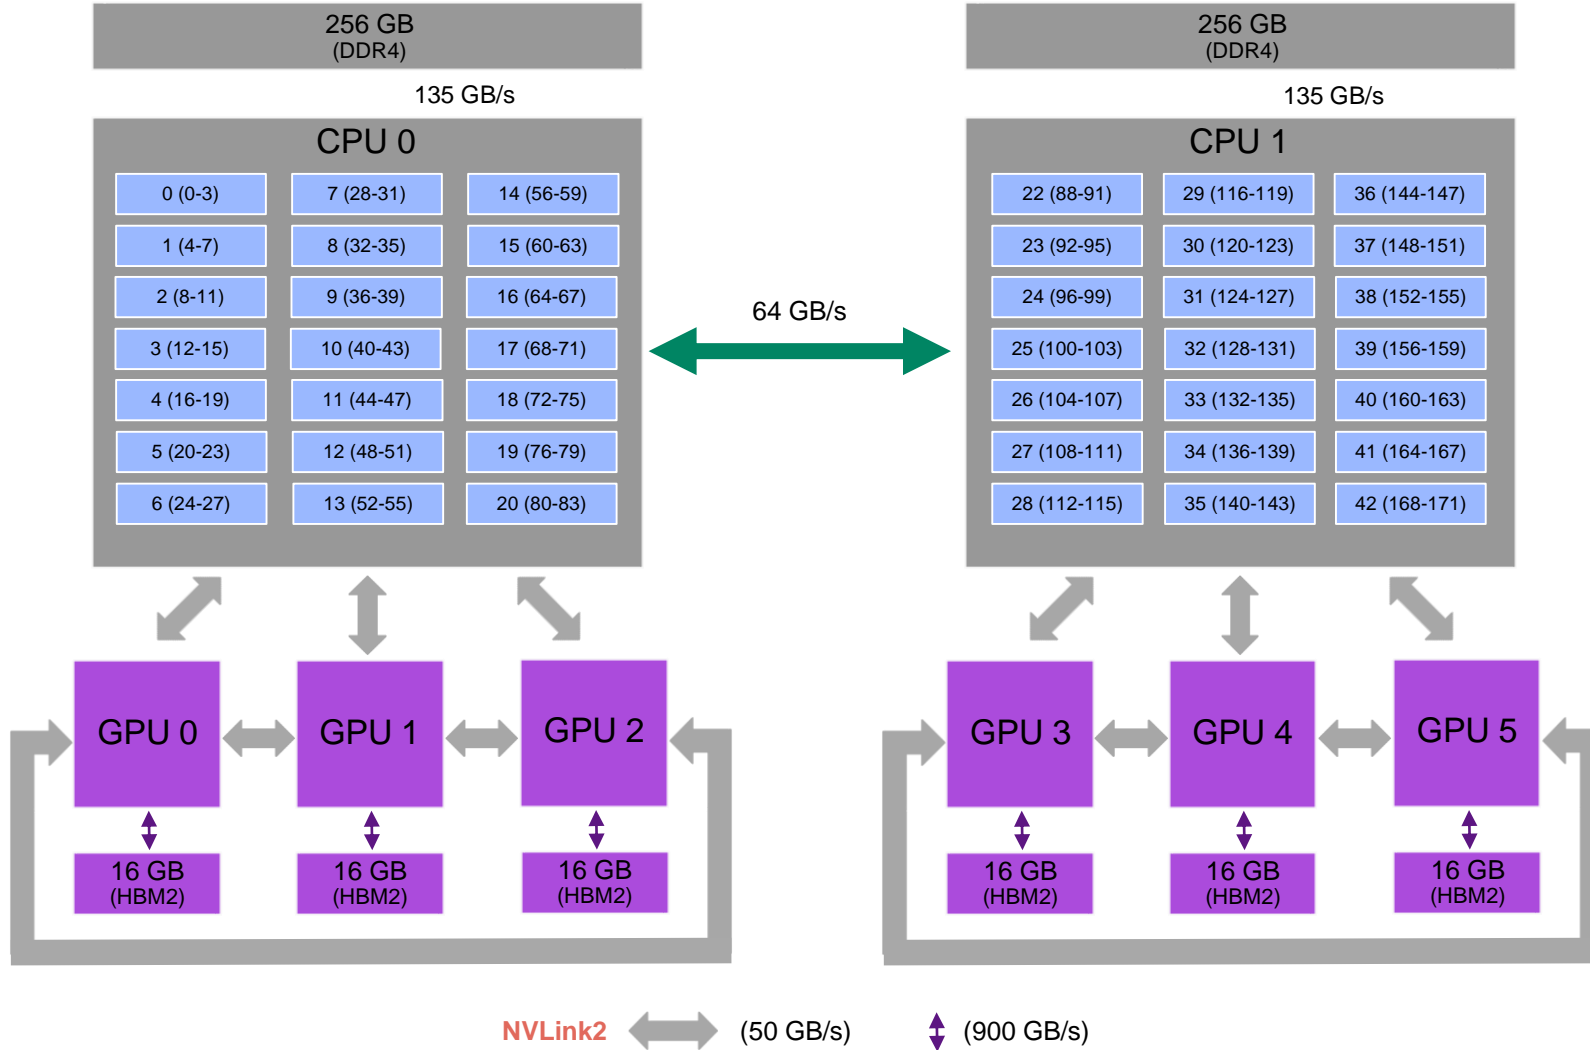 256 GB
(DDR4)
256 GB
(DDR4)
135 GB/s
135 GB/s
CPU 0
0 (0-3)
7 (28-31)
14 (56-59)
1 (4-7)
8 (32-35)
15 (60-63)
2 (8-11)
9 (36-39)
16 (64-67)
3 (12-15)
10 (40-43)
17 (68-71)
4 (16-19)
11 (44-47)
18 (72-75)
5 (20-23)
12 (48-51)
19 (76-79)
6 (24-27)
13 (52-55)
20 (80-83)
64 GB/s
CPU 1
22 (88-91)
29 (116-119)
36 (144-147)
23 (92-95)
30 (120-123)
37 (148-151)
24 (96-99)
31 (124-127)
38 (152-155)
25 (100-103)
32 (128-131)
39 (156-159)
26 (104-107)
33 (132-135)
40 (160-163)
27 (108-111)
34 (136-139)
41 (164-167)
28 (112-115)
35 (140-143)
42 (168-171)
GPU 0
GPU 1
GPU 2
GPU 3
GPU 4
GPU 5
16 GB
(HBM2)
16 GB
(HBM2)
16 GB
(HBM2)
16 GB
(HBM2)
16 GB
(HBM2)
16 GB
(HBM2)
NVLink2
(50 GB/s)
(900 GB/s)